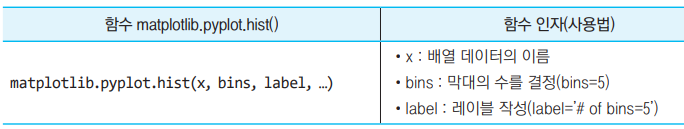 함수 matplotlib.pyplot.hist()
함수 인자(사용법)
matplotlib.pyplot.hist(x, bins, label, …)
• x : 배열 데이터의 이름
• bins : 막대의 수를 결정(bins=5)
• label : 레이블 작성(label='# of bins=5')